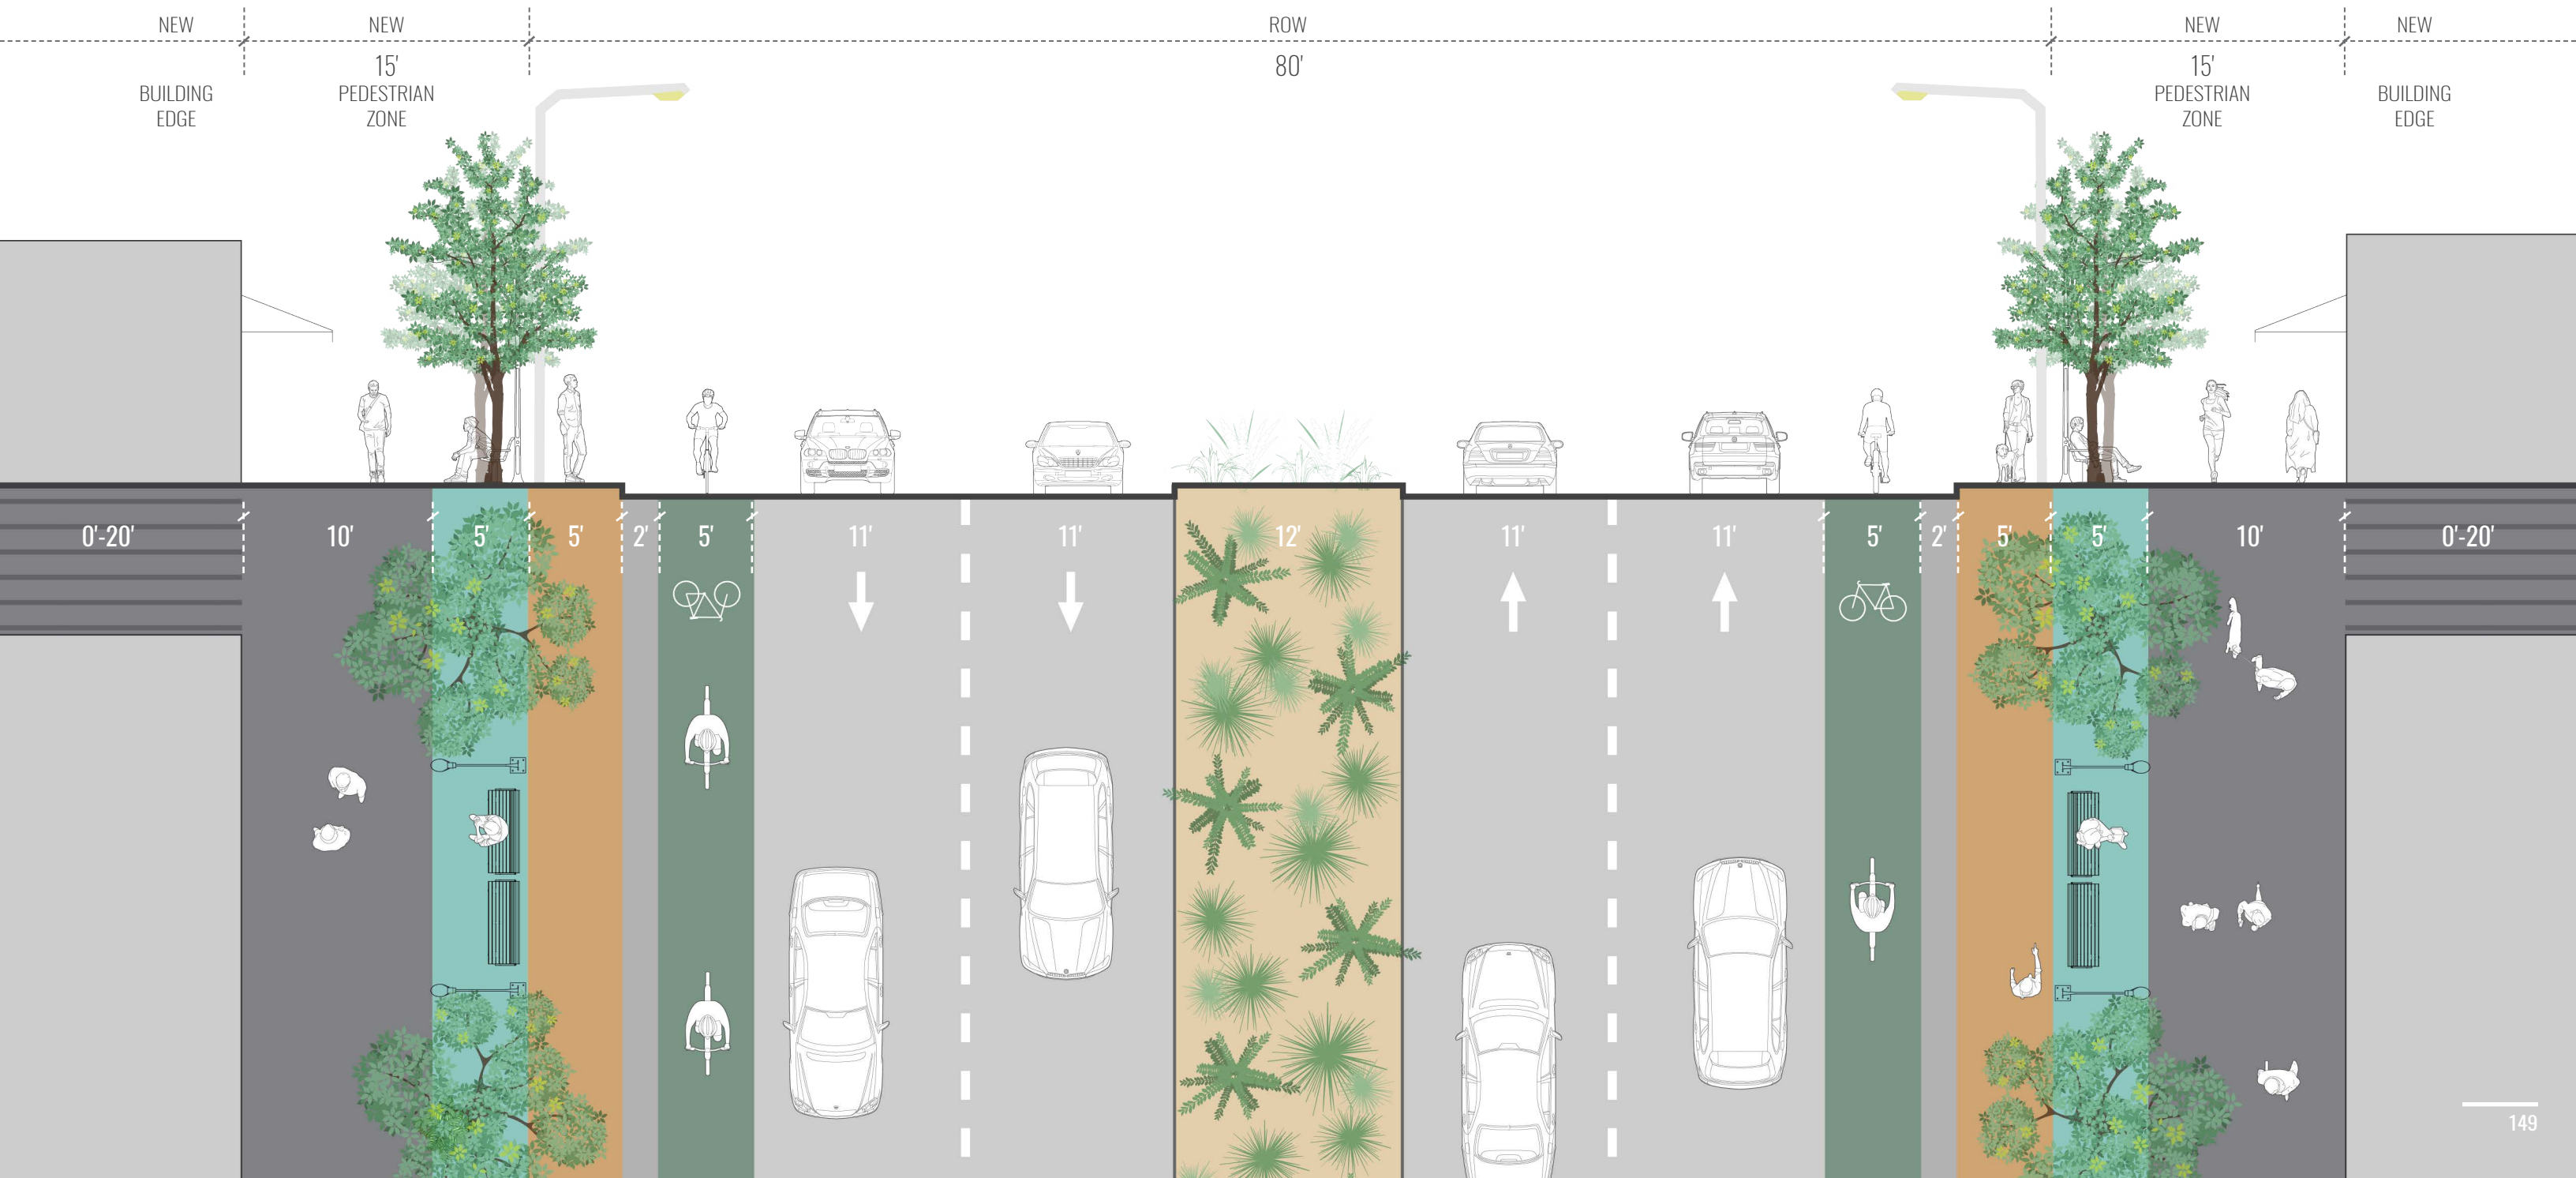 NEW NEW ROW NEW NEW
15' 80' 15'
BUILDING PEDESTRIAN PEDESTRIAN BUILDING
EDGE ZONE ZONE EDGE
0'-20' 10' 5' 5' 2' 5' 11' 11' 12' 11' 11' 5' 2' 5' 5' 10' 0'-20'
149